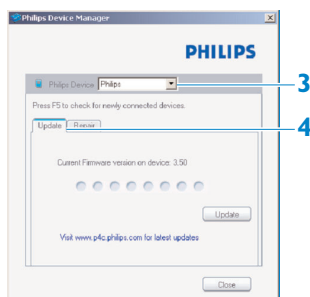 Philips Device Manager
PHILIPS
Philips Device Philips
3
Press F5 to check for newly connected devices.
4
Update Repair
Current Firmware version on device: 3.50
Update
Visit www.p4c.philips.com for latest updates
Close